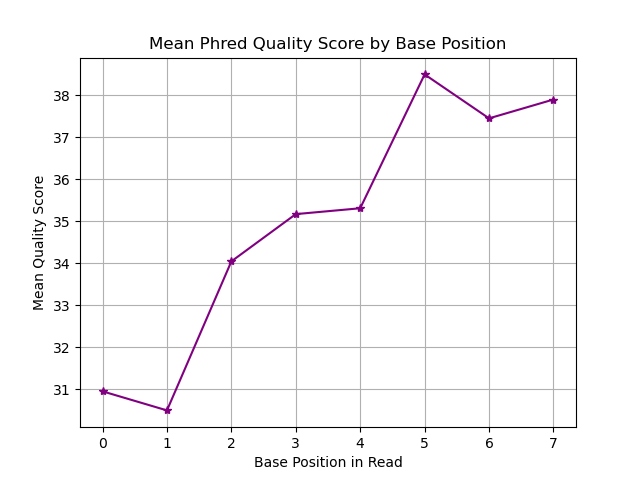 Mean Phred Quality Score by Base Position
Mean Quality Score
38
37
36
35
34
33
32
31
0 1 2 3 4 5 6 7
Base Position in Read